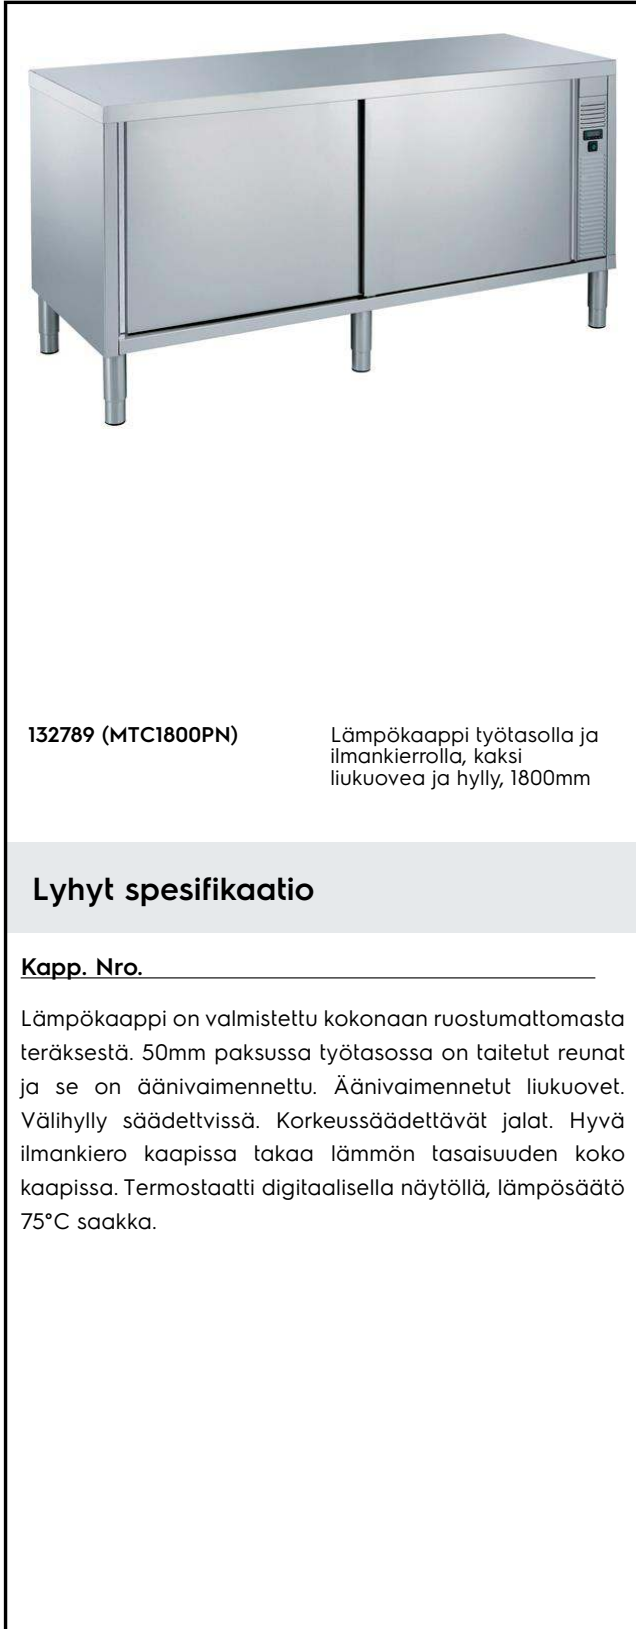 132789 (MTC1800PN)
Lämpökaappi työtasolla ja
ilmankierrolla, kaksi
liukuovea ja hylly, 1800mm
Lyhyt spesifikaatio
Kapp. Nro.
Lämpökaappi on valmistettu kokonaan ruostumattomasta
teräksestä. 50mm paksussa työtasossa on taitetut reunat
ja se on äänivaimennettu. Äänivaimennetut liukuovet.
Välihylly säädettvissä. Korkeussäädettävät jalat. Hyvä
ilmankiero kaapissa takaa lämmön tasaisuuden koko
kaapissa. Termostaatti digitaalisella näytöllä, lämpösäätö
75°C saakka.